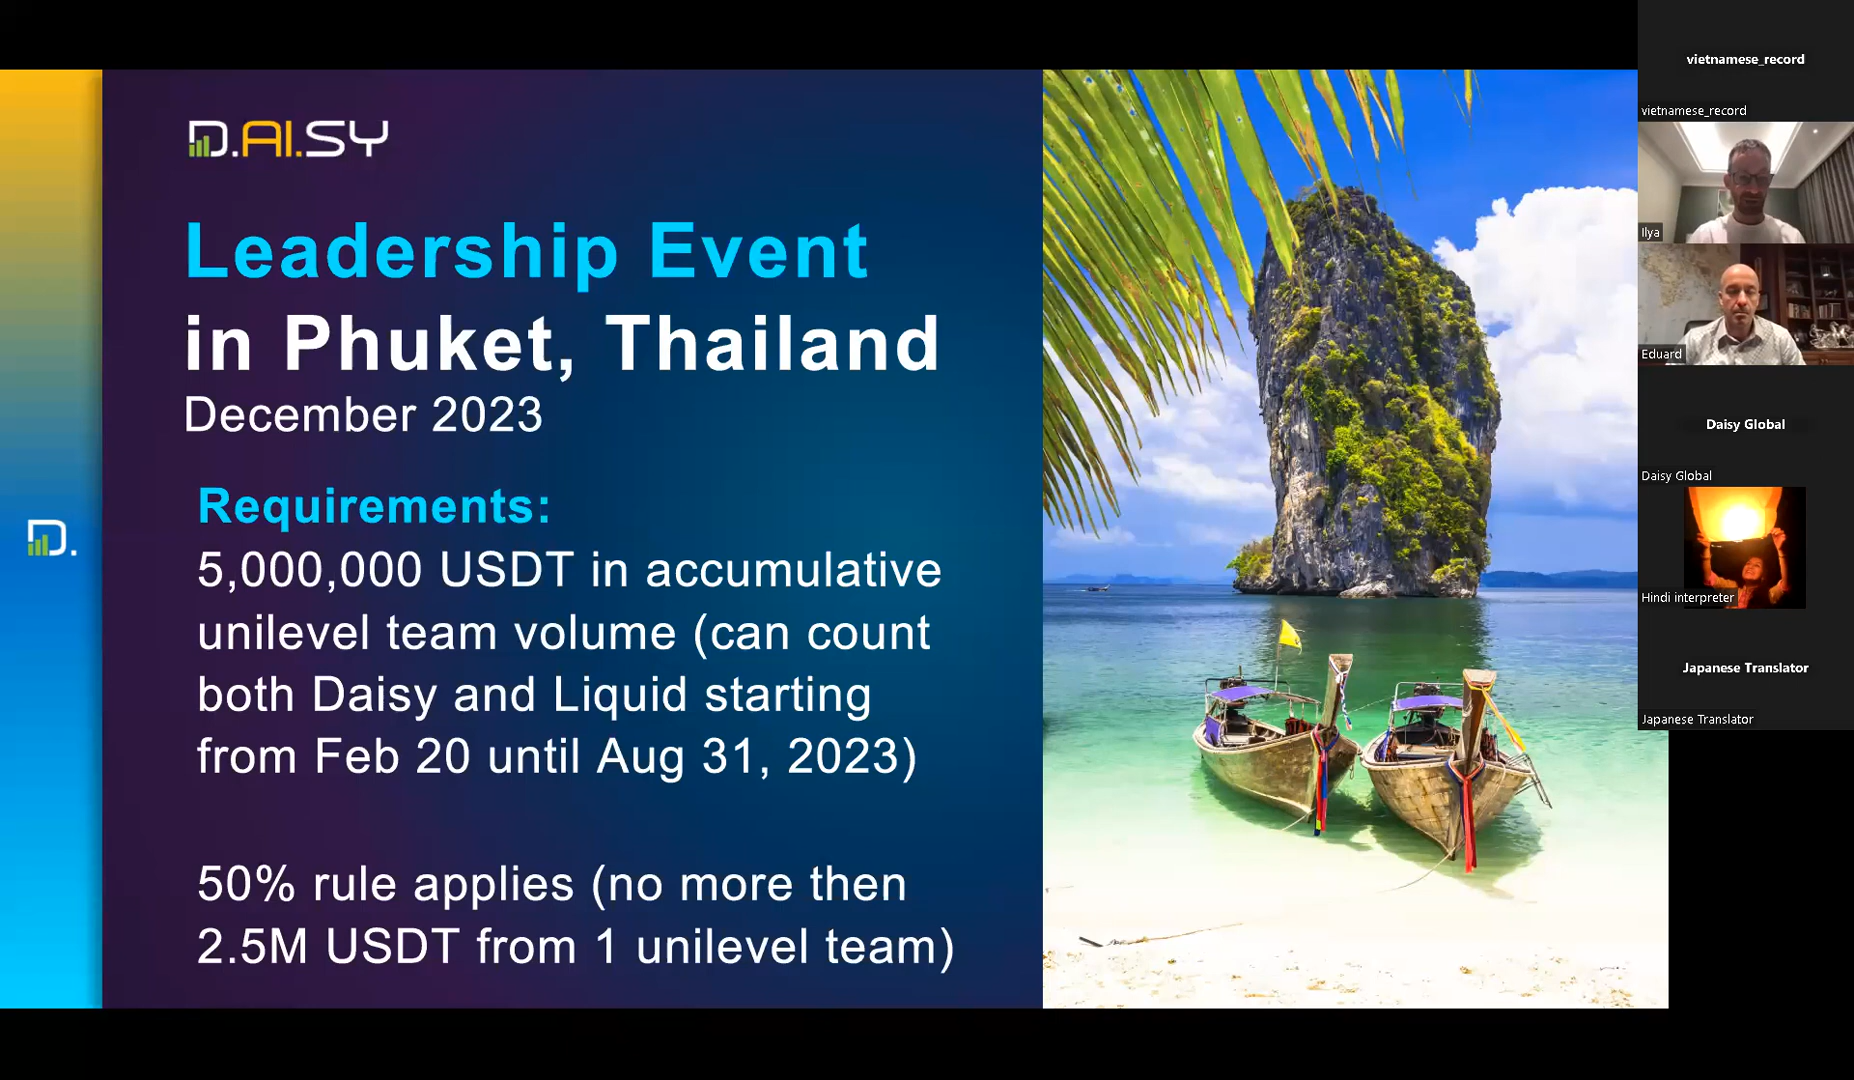 D.AI.SY
Leadership Event
in Phuket, Thailand
December 2023
Requirements:
5,000,000 USDT in accumulative
unilevel team volume (can count
both Daisy and Liquid starting
from Feb 20 until Aug 31, 2023)
50% rule applies (no more then
2.5M USDT from 1 unilevel team)
D.
vietnamese_record
vietnamese_record
Ilya
Eduard
Daisy Global
Daisy Global
Hindi interpreter
Japanese Translator
Japanese Translator